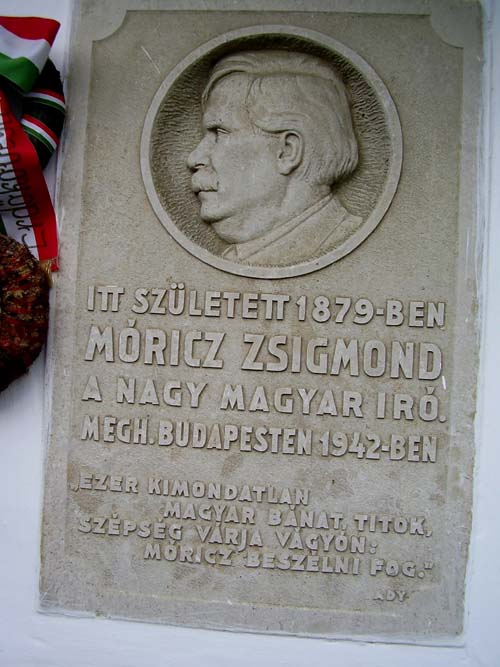 ITT SZÜLETETT 1879-BEN
MÓRICZ ZSIGMOND,
A NAGY MAGYAR IRÓ.
MEGH. BUDAPESTEN 1942-BEN
„EZER KIMONDATLAN
MAGYAR BÁNAT, TITOK,
SZÉPSÉG VÁRJA VÁGYÓN:
MÓRICZ BESZÉLNI FOG."
ADY